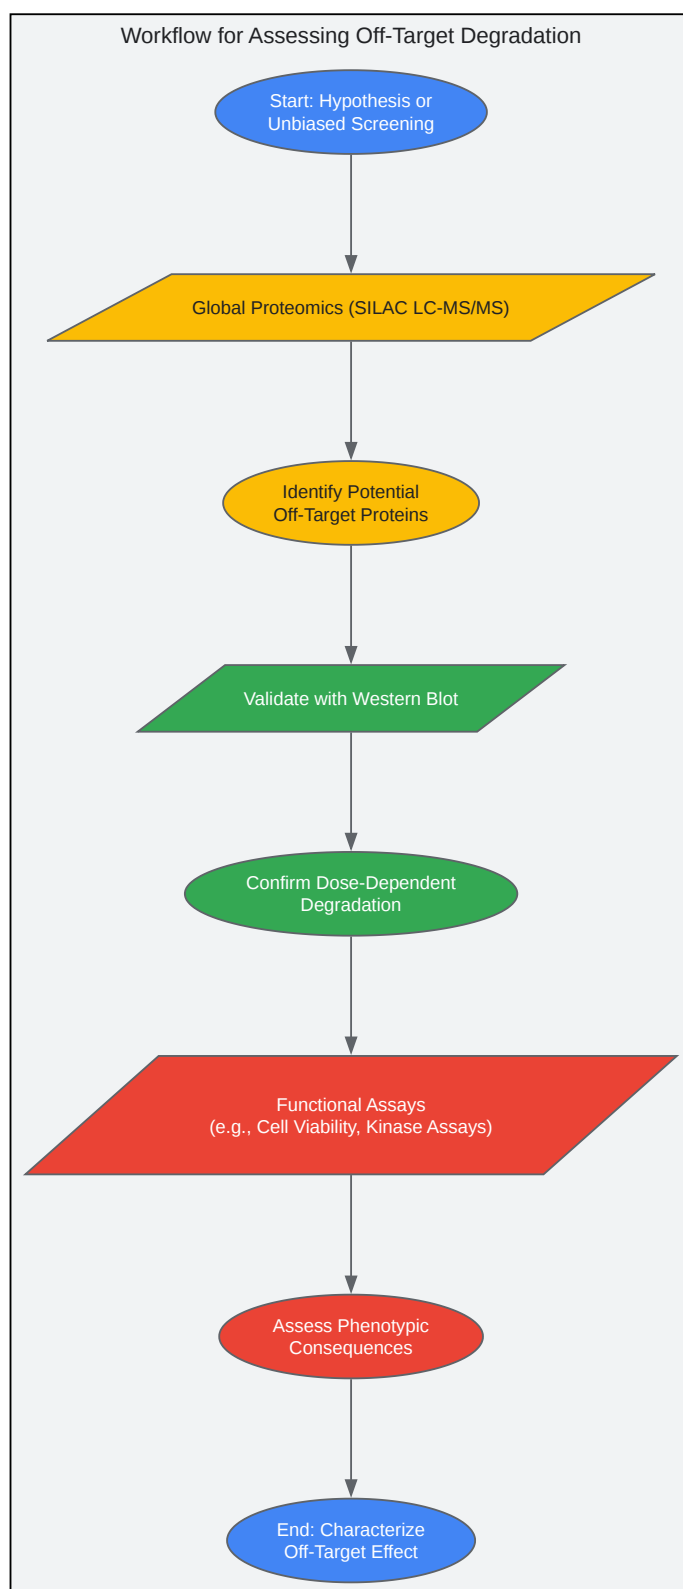 Workflow for Assessing Off-Target Degradation
Start: Hypothesis or
Unbiased Screening
Global Proteomics (SILAC LC-MS/MS)
Identify Potential
Off-Target Proteins
Validate with Western Blot
Confirm Dose-Dependent
Degradation
Functional Assays
(e.g., Cell Viability, Kinase Assays)
Assess Phenotypic
Consequences
End: Characterize
Off-Target Effect